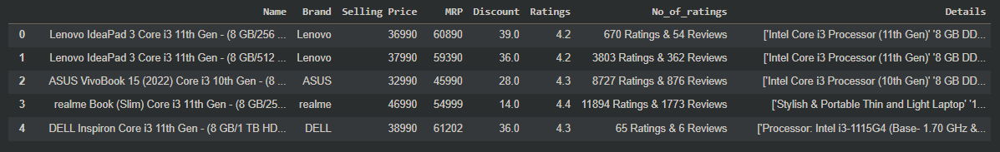 Name Brand Selling Price MRP Discount Ratings No_of_ratings Details
0 Lenovo IdeaPad 3 Core i3 11th Gen - (8 GB/256 ... Lenovo 36990 60890 39.0 4.2 670 Ratings & 54 Reviews ['Intel Core i3 Processor (11th Gen)' '8 GB DD...
1 Lenovo IdeaPad 3 Core i3 11th Gen - (8 GB/512 ... Lenovo 37990 59390 36.0 4.2 3803 Ratings & 362 Reviews ['Intel Core i3 Processor (11th Gen)' '8 GB DD...
2 ASUS VivoBook 15 (2022) Core i3 10th Gen - (8 ... ASUS 32990 45990 28.0 4.3 8727 Ratings & 876 Reviews ['Intel Core i3 Processor (10th Gen)' '8 GB DD...
3 realme Book (Slim) Core i3 11th Gen - (8 GB/25... realme 46990 54999 14.0 4.4 11894 Ratings & 1773 Reviews ['Stylish & Portable Thin and Light Laptop' '1...
4 DELL Inspiron Core i3 11th Gen - (8 GB/1 TB HD... DELL 38990 61202 36.0 4.3 65 Ratings & 6 Reviews ['Processor: Intel i3-1115G4 (Base- 1.70 GHz &...